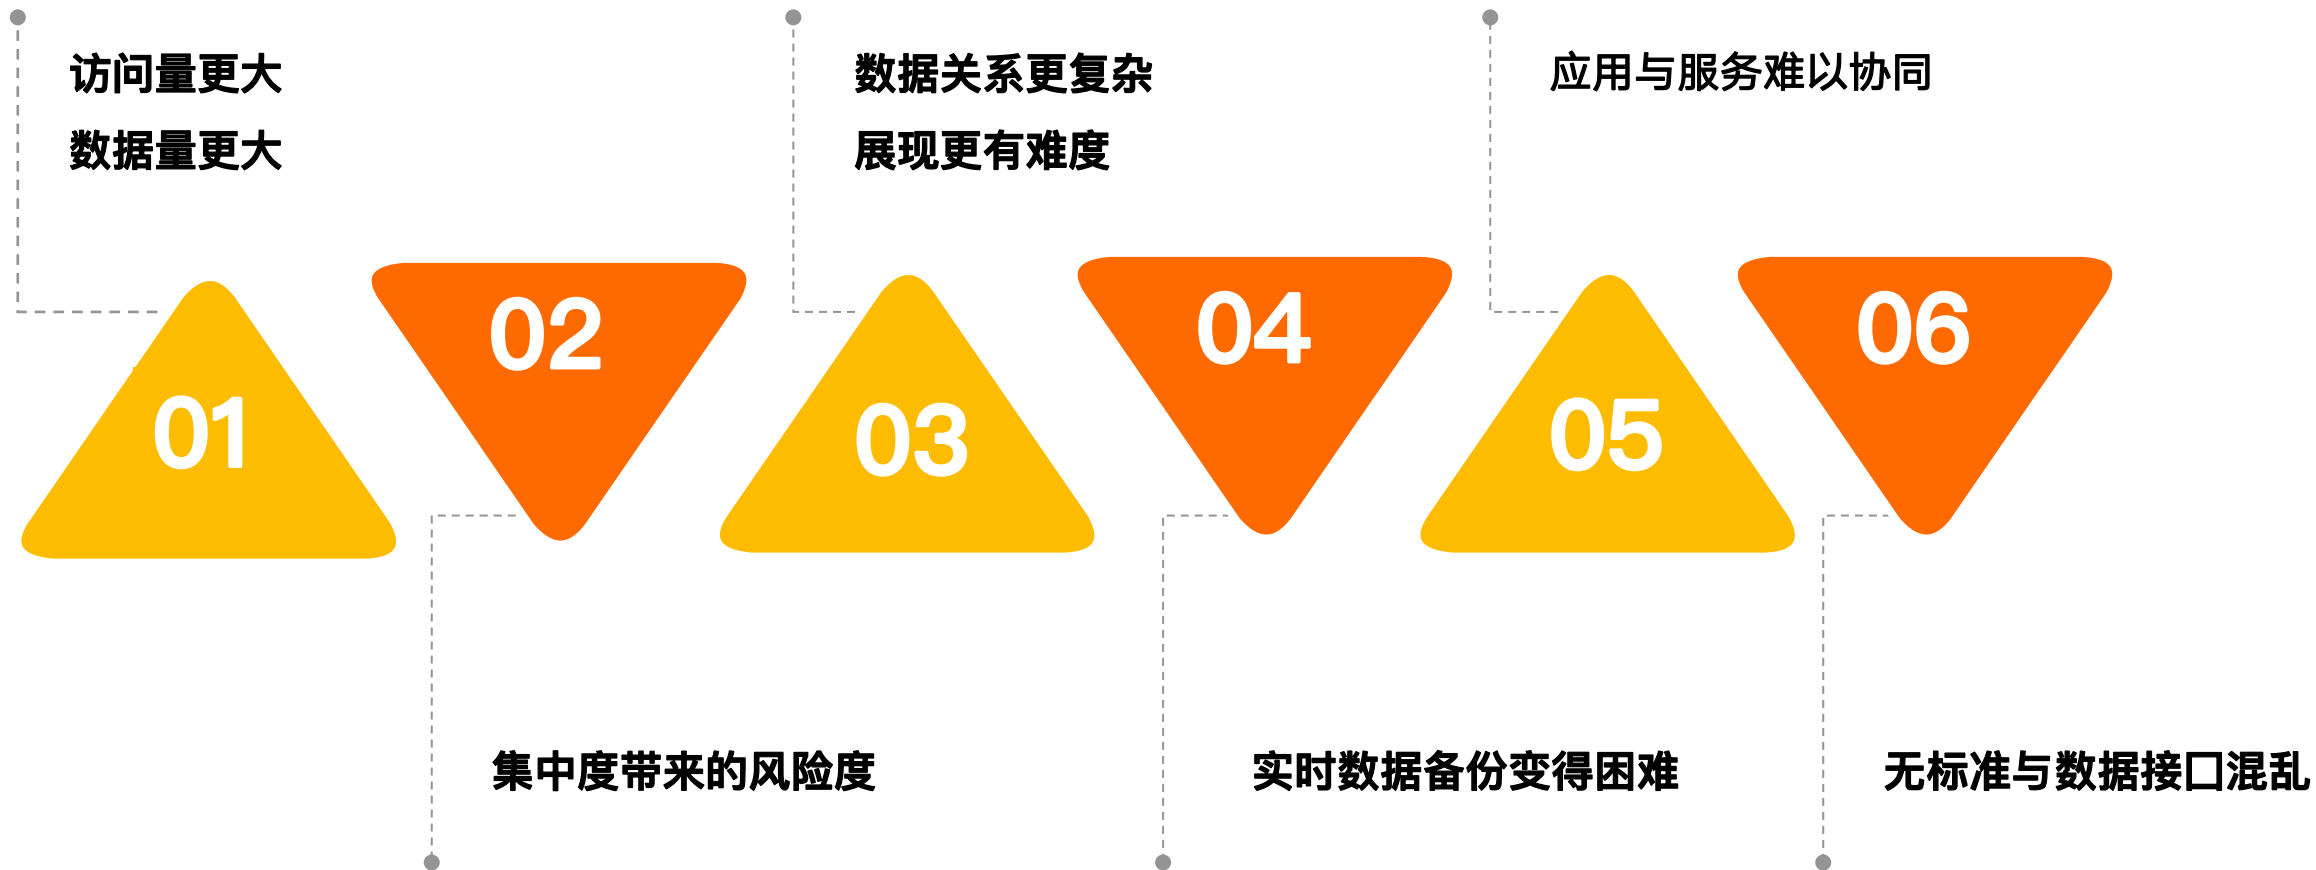 访问量更大
数据量更大
数据关系更复杂
展现更有难度
应用与服务难以协同
01
02
03
04
05
06
集中度带来的风险度
实时数据备份变得困难
无标准与数据接口混乱